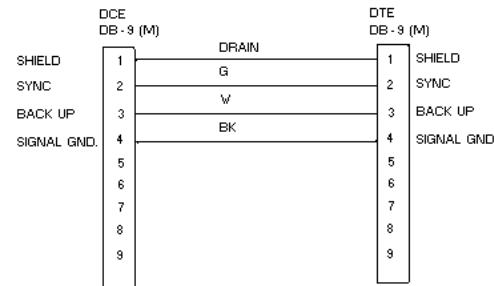 DCE DTE
DB - 9 (M) DB - 9 (M)
DRAIN
SHIELD 1 1 SHIELD
G
SYNC 2 2 SYNC
W
BACK UP 3 3 BACK UP
BK
SIGNAL GND. 4 4 SIGNAL GND
5 5
6 6
7 7
8 8
9 9